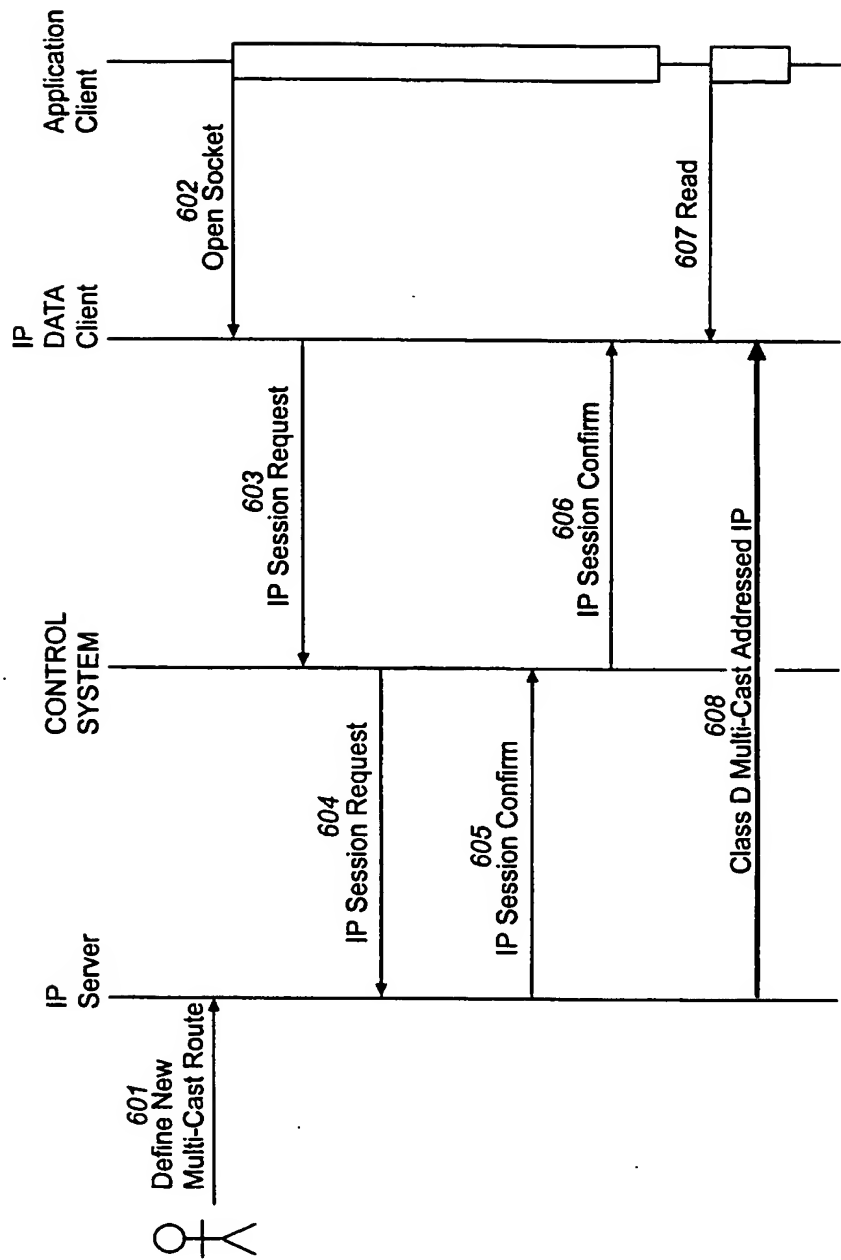 IP
Server
CONTROL
SYSTEM
IP
DATA
Client
Application
Client
601
Define New
Multi-Cast Route
602
Open Socket
603
IP Session Request
604
IP Session Request
605
IP Session Confirm
606
IP Session Confirm
607 Read
608
Class D Multi-Cast Addressed IP